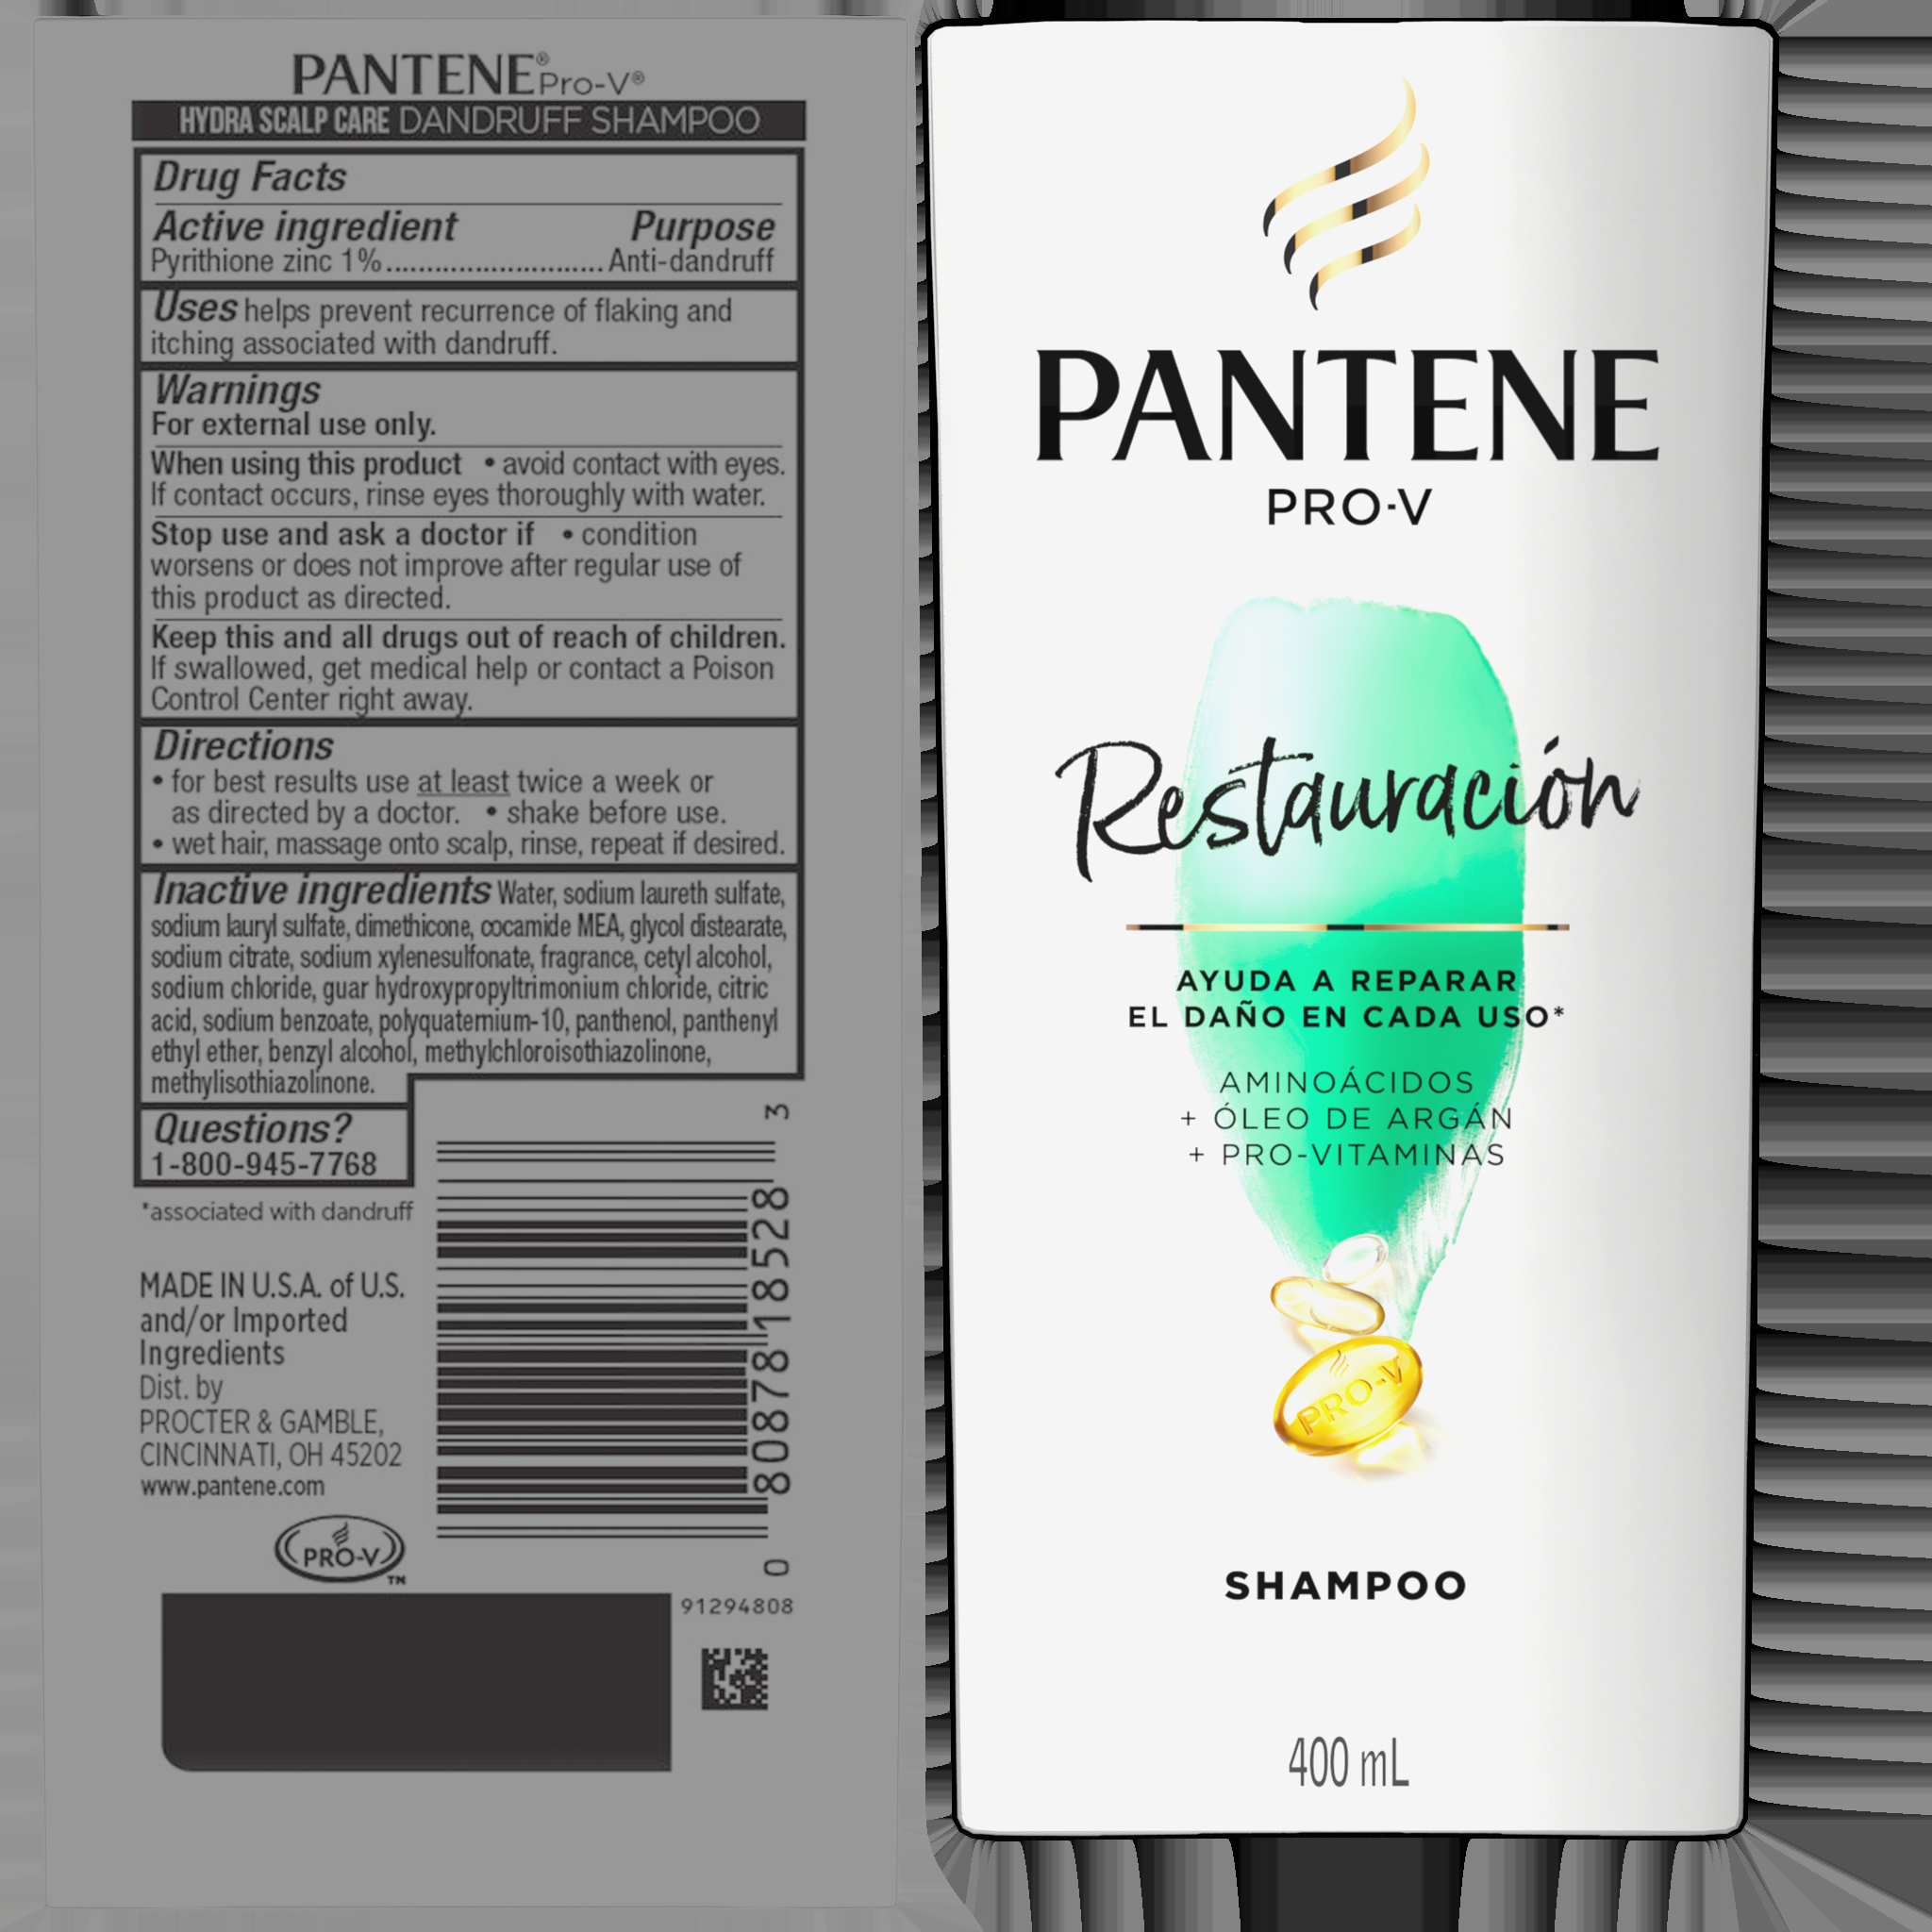 PANTENE® Pro-V®
HYDRA SCALP CARE DANDRUFF SHAMPOO
Drug Facts
Active ingredient Purpose
Pyrithione zinc 1%........................... Anti-dandruff
Uses helps prevent recurrence of flaking and
itching associated with dandruff.
Warnings
For external use only.
When using this product • avoid contact with eyes.
If contact occurs, rinse eyes thoroughly with water.
Stop use and ask a doctor if • condition
worsens or does not improve after regular use of
this product as directed.
Keep this and all drugs out of reach of children.
If swallowed, get medical help or contact a Poison
Control Center right away.
Directions
• for best results use at least twice a week or
as directed by a doctor. • shake before use.
• wet hair, massage onto scalp, rinse, repeat if desired.
Inactive ingredients Water, sodium laureth sulfate,
sodium lauryl sulfate, dimethicone, cocamide MEA, glycol distearate,
sodium citrate, sodium xylenesulfonate, fragrance, cetyl alcohol,
sodium chloride, guar hydroxypropyltrimonium chloride, citric
acid, sodium benzoate, polyquaternium-10, panthenol, panthenyl
ethyl ether, benzyl alcohol, methylchloroisothiazolinone,
methylisothiazolinone.
Questions?
1-800-945-7768
*associated with dandruff
MADE IN U.S.A. of U.S.
and/or Imported
Ingredients
Dist. by
PROCTER & GAMBLE,
CINCINNATI, OH 45202
www.pantene.com
PRO-V™
0 80878 18528 3
91294808
PANTENE
PRO-V
Restauración
AYUDA A REPARAR
EL DAÑO EN CADA USO*
AMINOÁCIDOS
+ ÓLEO DE ARGÁN
+ PRO-VITAMINAS
PRO-V
SHAMPOO
400 mL